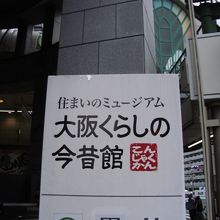 住まいのミュージアム
大阪くらしの
今昔館
こんじゃくかん